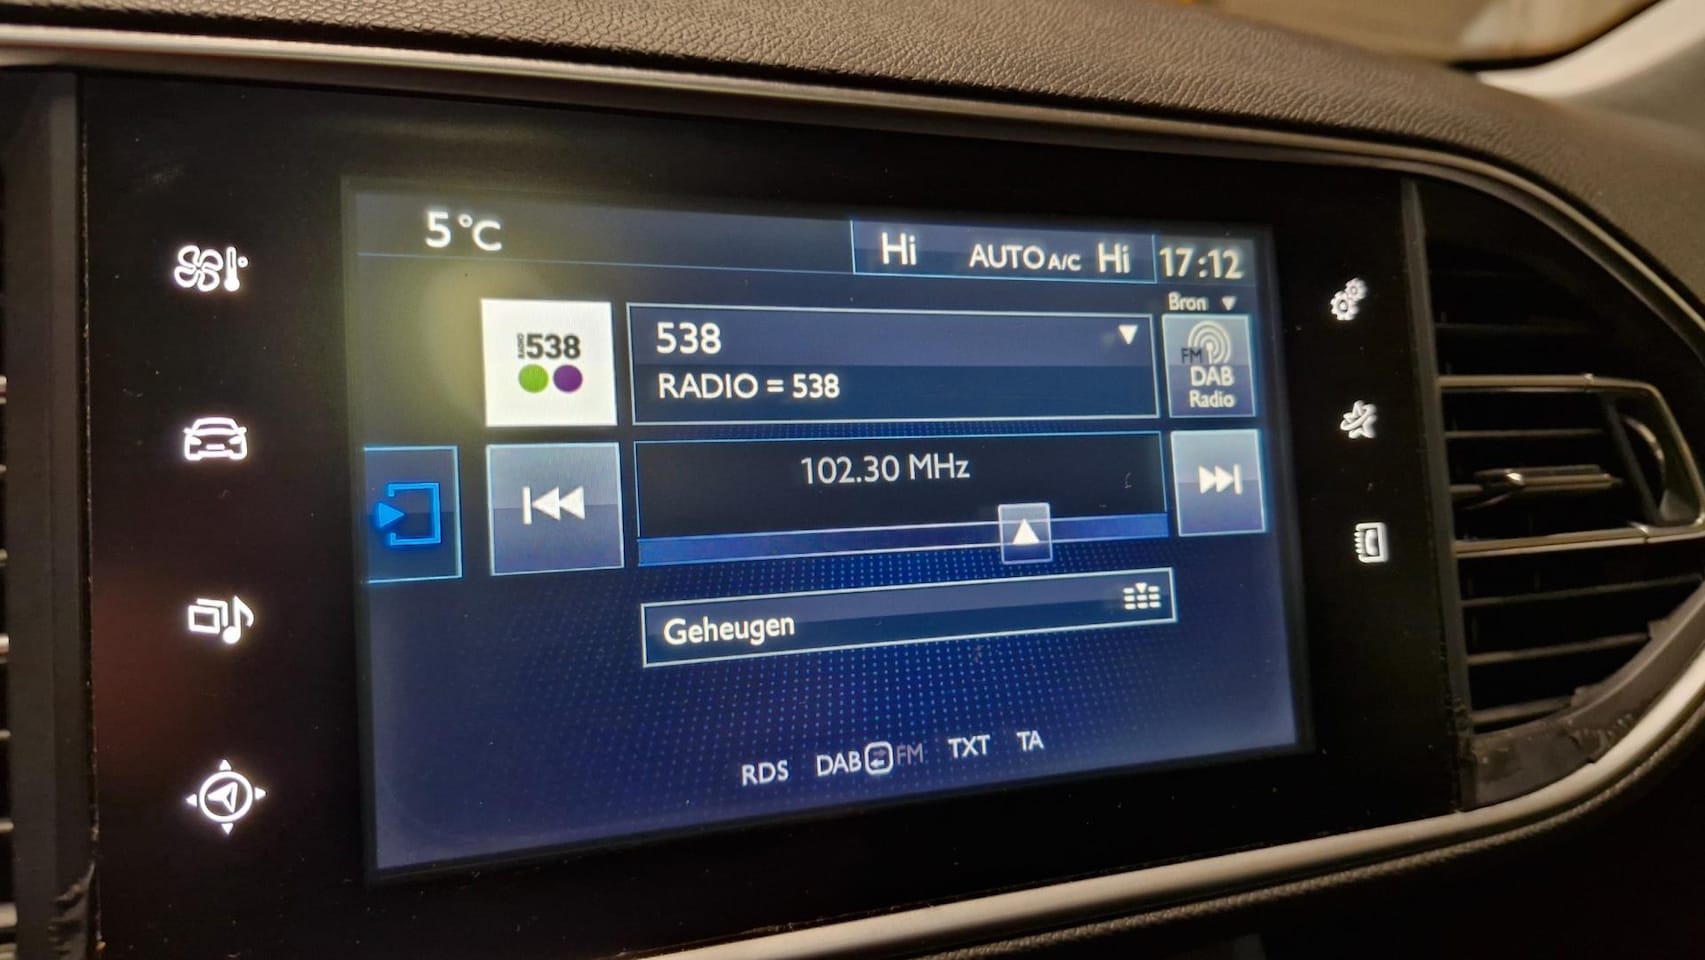 5°C
Hi AUTO A/C Hi
17:12
Bron
RADIO 538
538
RADIO = 538
FM
DAB
Radio
102.30 MHz
Geheugen
RDS DAB FM TXT TA